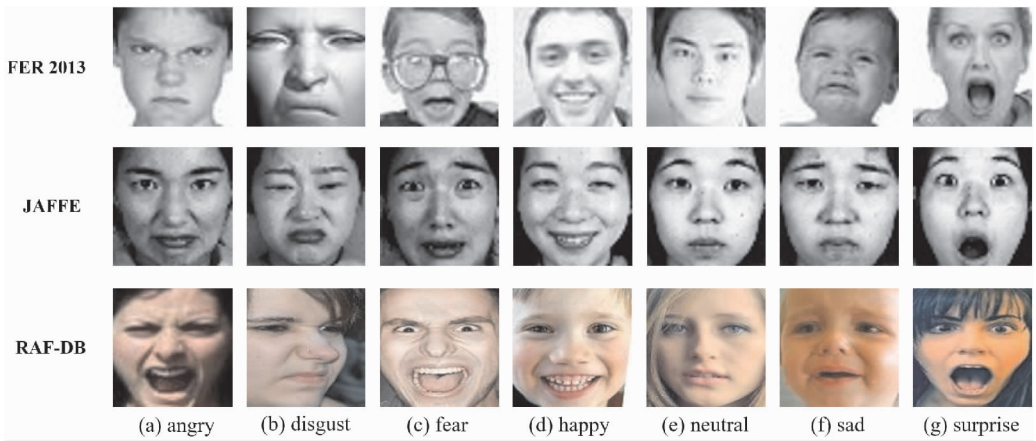 FER 2013
JAFFE
RAF-DB
(a) angry (b) disgust (c) fear (d) happy (e) neutral (f) sad (g) surprise